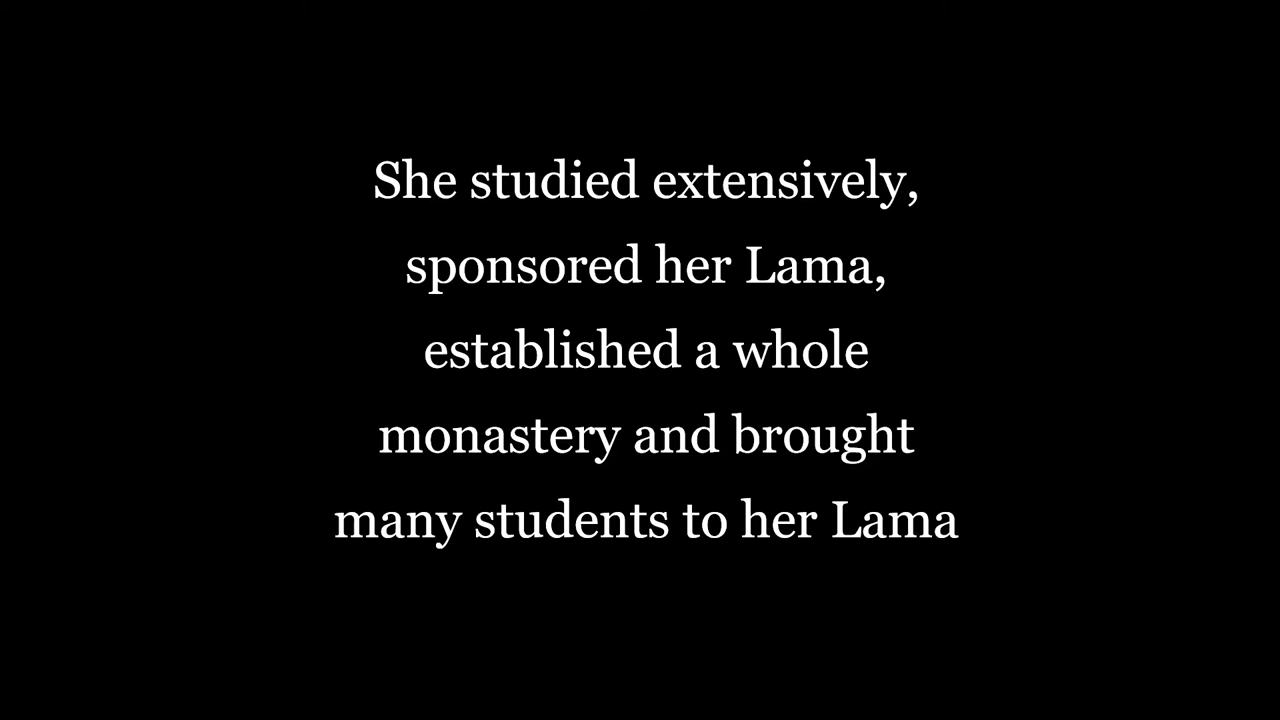 She studied extensively,
sponsored her Lama,
established a whole
monastery and brought
many students to her Lama